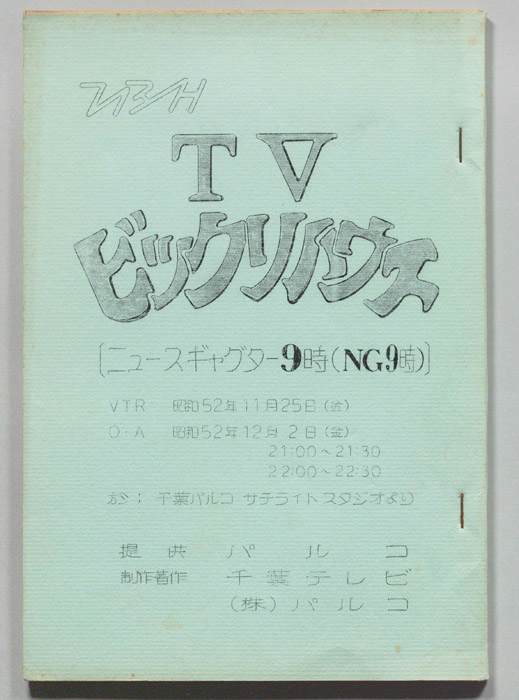 TBH
TV
ビックリハウス
[ニュースギャグター9時(NG9時)]
VTR 昭和52年11月25日(金)
O・A 昭和52年12月2日(金)
21:00~21:30
22:00~22:30
於; 千葉パルコ サテライトスタジオより
提供 パルコ
制作著作 千葉テレビ
(株)パルコ